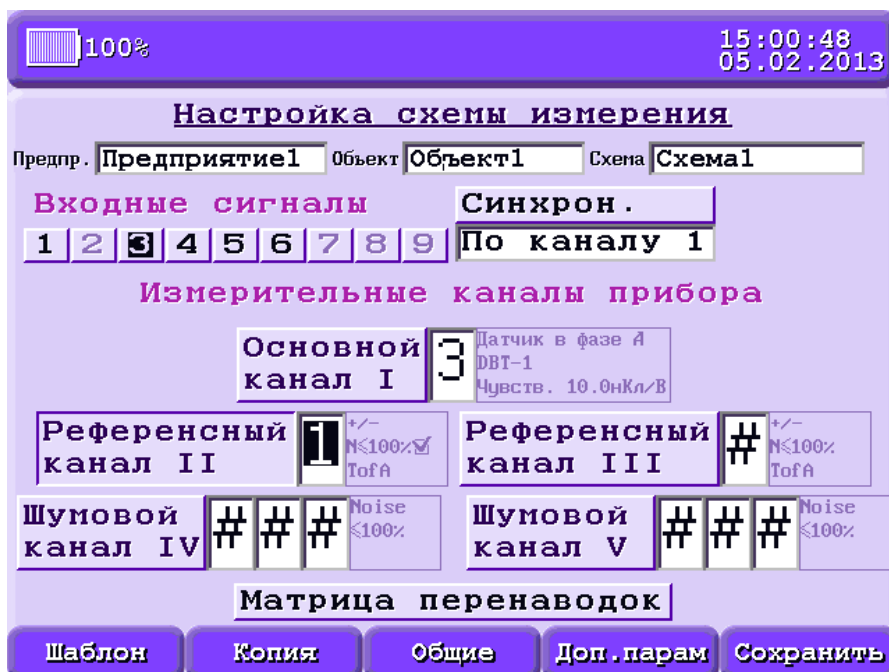 100%
15:00:48
05.02.2013
Настройка схемы измерения
Предпр. Предприятие1 Объект Объект1 Схема Схема1
Входные сигналы
Синхрон.
1 2 3 4 5 6 7 8 9
По каналу 1
Измерительные каналы прибора
Основной канал I
3
Датчик в фазе А
DBT-1
Чувств. 10.0нКл/В
Референсный канал II
1
+/-
N≤100%
TofA
Референсный канал III
#
+/-
N≤100%
TofA
Шумовой канал IV
# # #
Noise
≤100%
Шумовой канал V
# # #
Noise
≤100%
Матрица перенаводок
Шаблон Копия Общие Доп.парам Сохранить